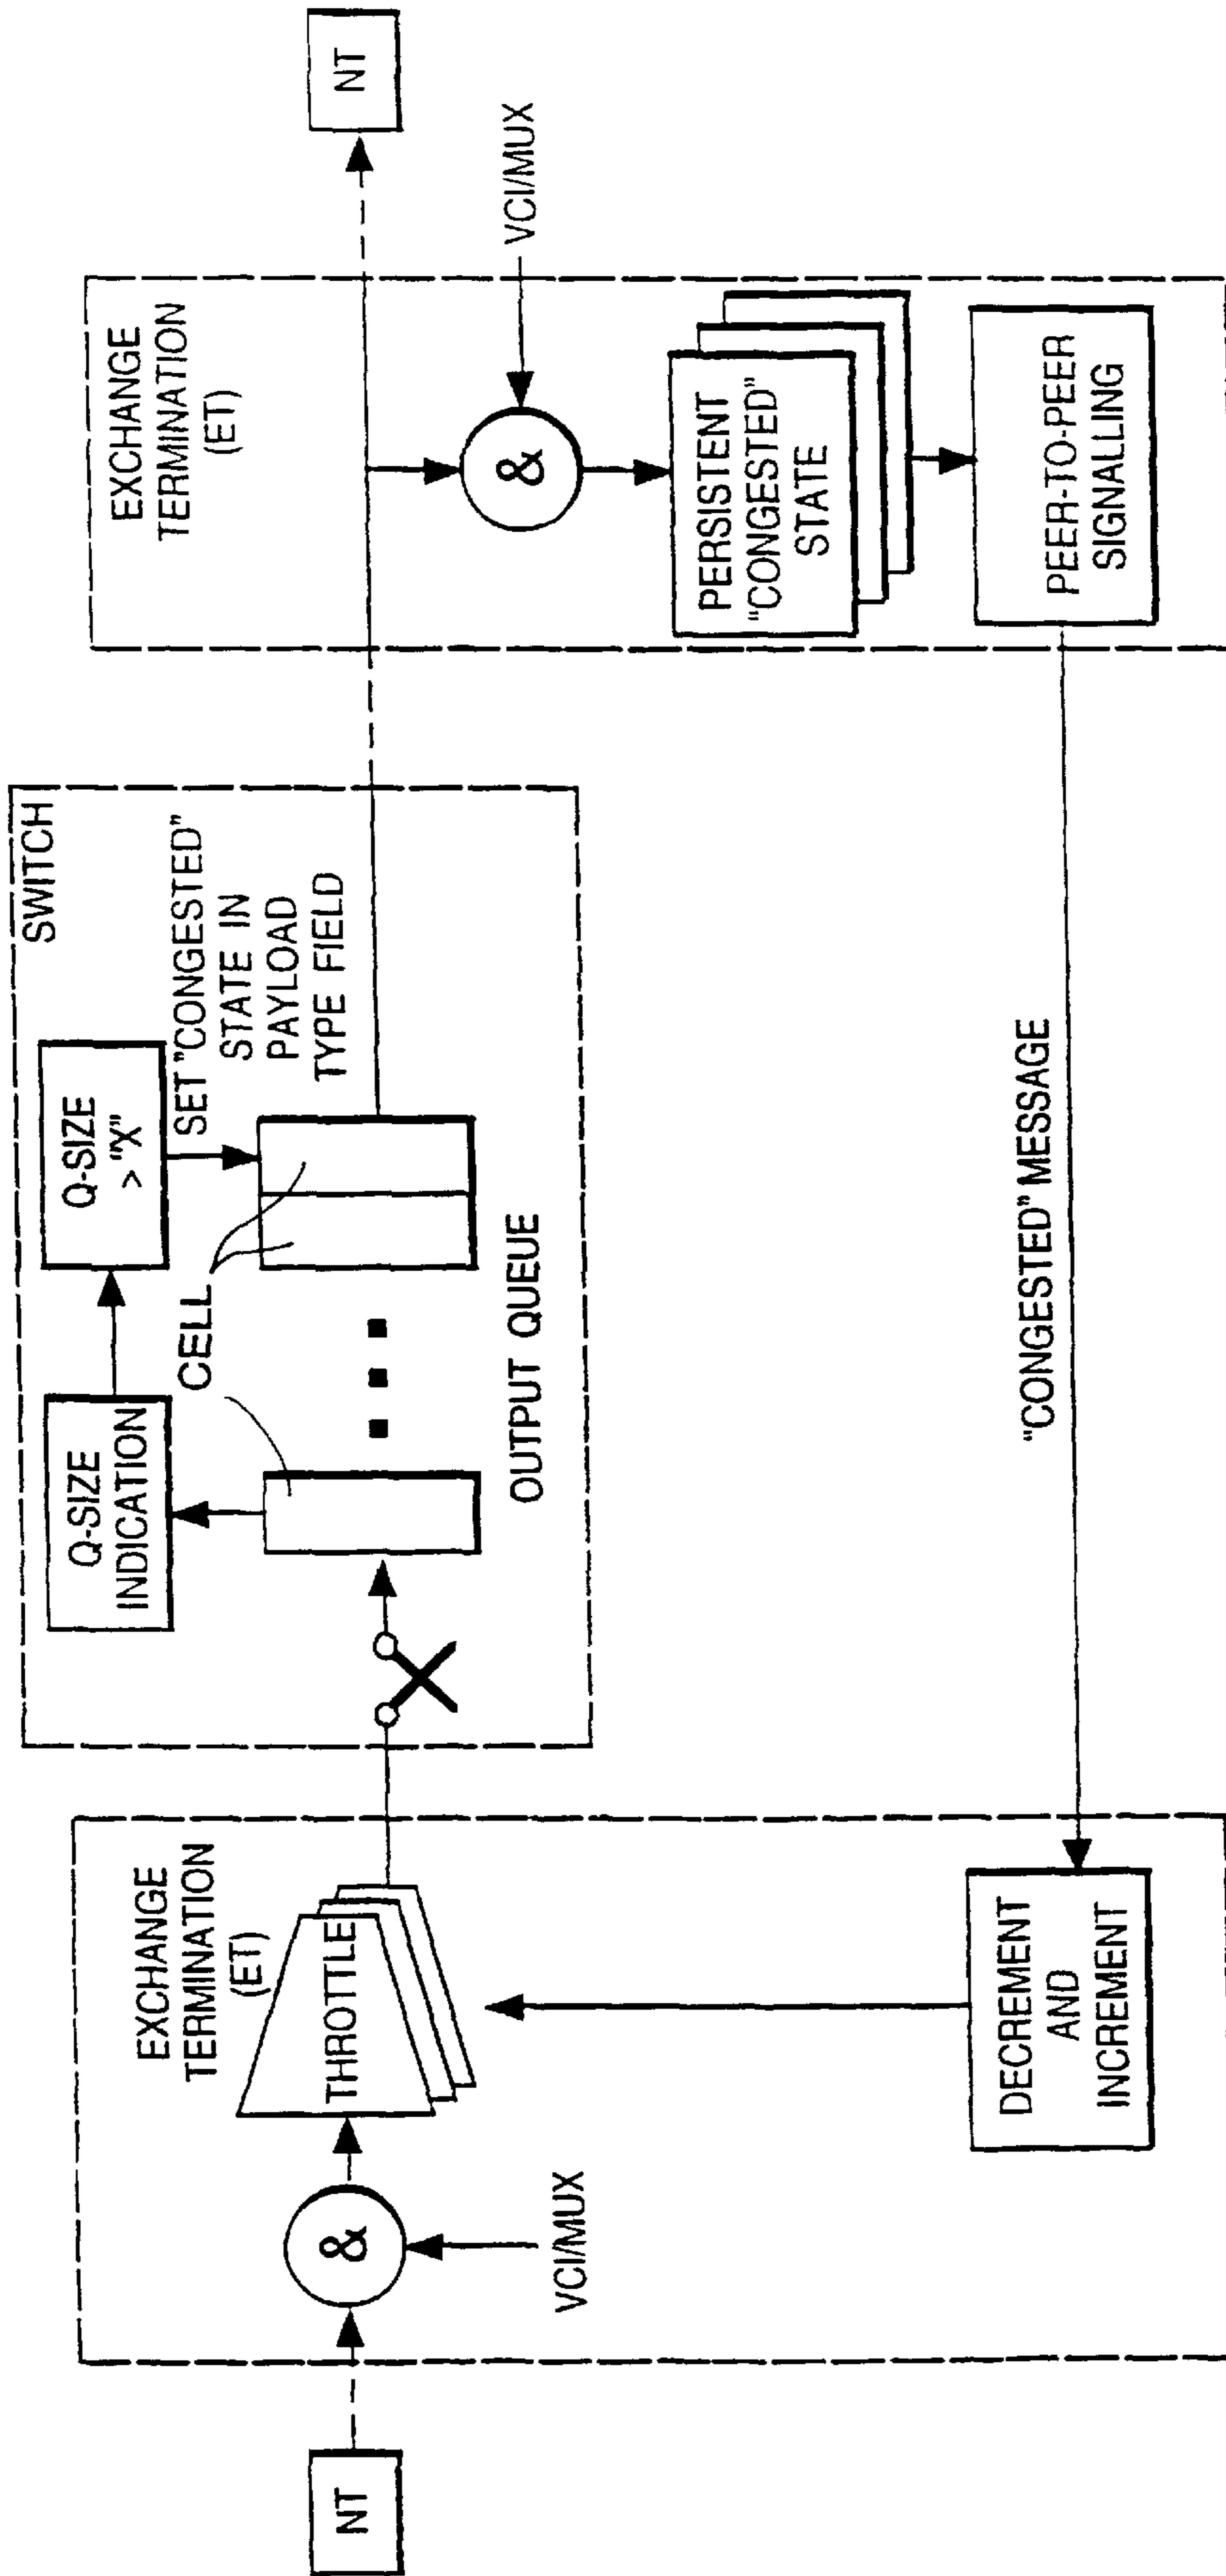 NT
&
VCI/MUX
EXCHANGE
TERMINATION
(ET)
THROTTLE
DECREMENT
AND
INCREMENT
SWITCH
Q-SIZE
INDICATION
Q-SIZE
> "X"
CELL
SET "CONGESTED"
STATE IN
PAYLOAD
TYPE FIELD
OUTPUT QUEUE
"CONGESTED" MESSAGE
EXCHANGE
TERMINATION
(ET)
&
VCI/MUX
PERSISTENT
"CONGESTED"
STATE
PEER-TO-PEER
SIGNALLING
NT